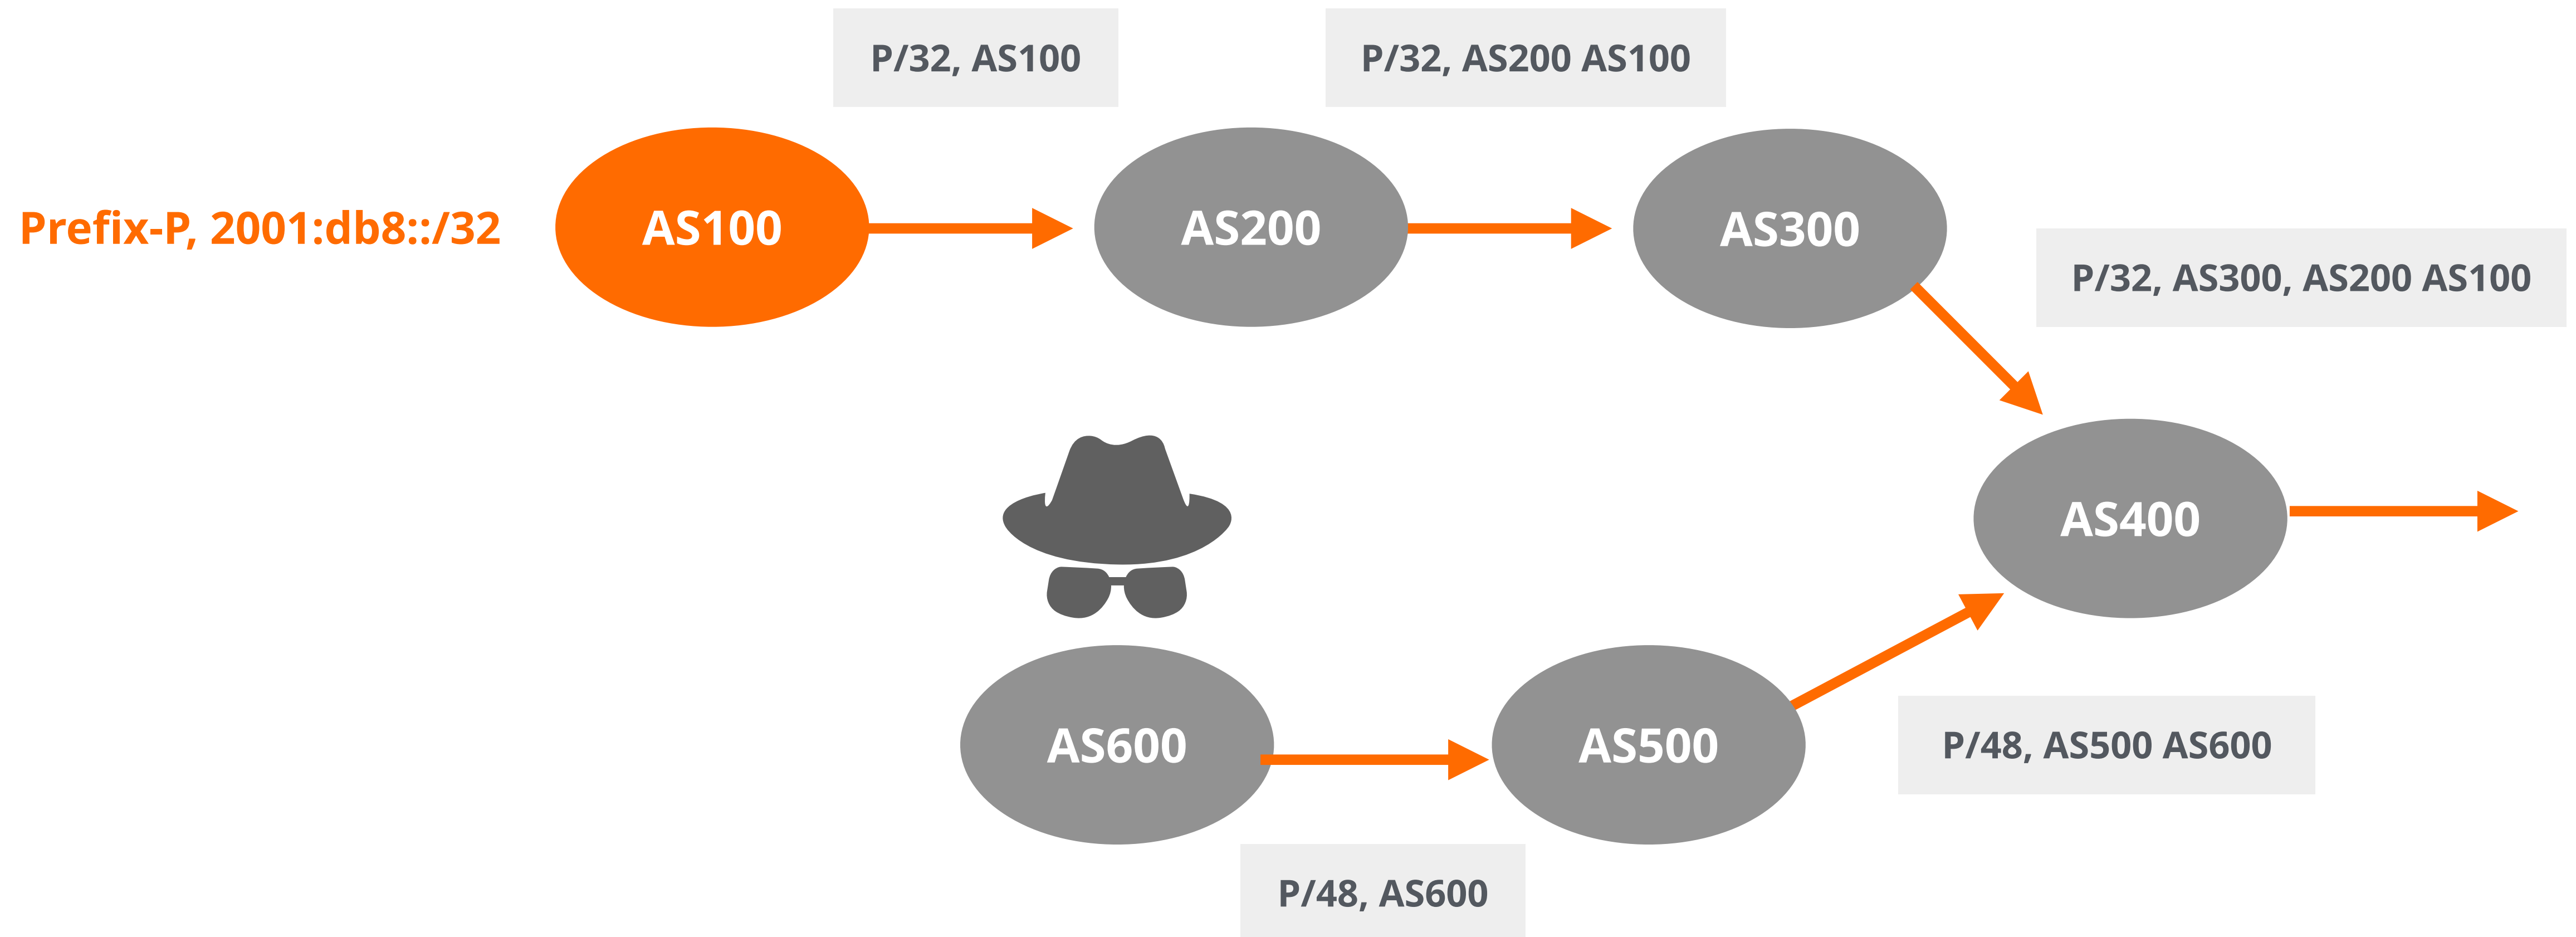 P/32, AS100
P/32, AS200 AS100
Prefix-P, 2001:db8::/32
AS100
AS200
AS300
P/32, AS300, AS200 AS100
AS400
AS600
AS500
P/48, AS500 AS600
P/48, AS600